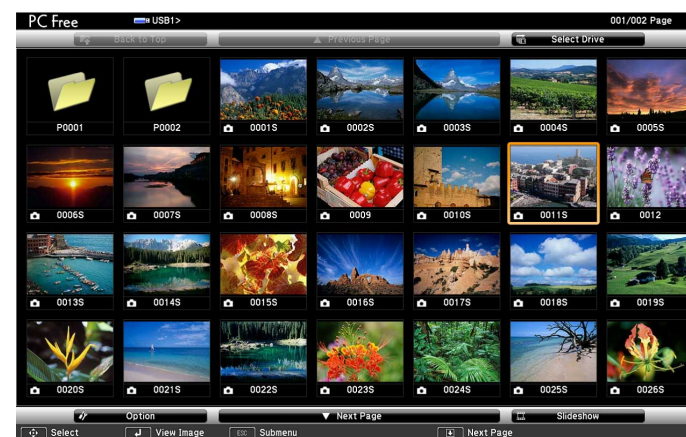 PC Free USB1> 001/002 Page
Back to Top Previous Page Select Drive
P0001 P0002 0001S 0002S 0003S 0004S 0005S
0006S 0007S 0008S 0009 0010S 0011S 0012
0013S 0014S 0015S 0016S 0017S 0018S 0019S
0020S 0021S 0022S 0023S 0024S 0025S 0026S
Option Next Page Slideshow
Select View Image ESC Submenu Next Page